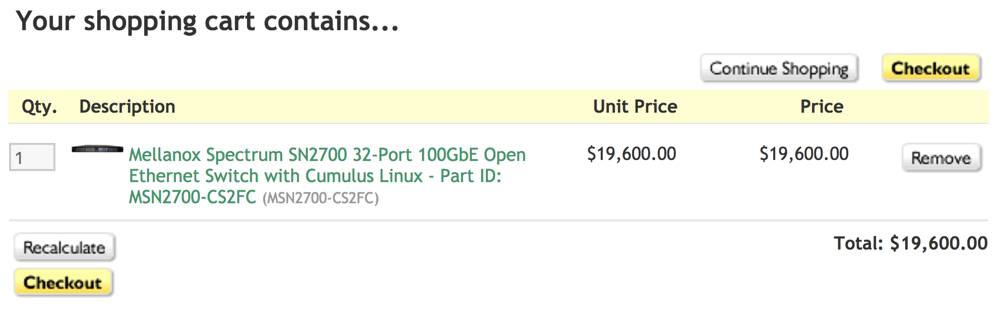 Your shopping cart contains...
Continue Shopping
Checkout
Qty. Description Unit Price Price
1
Mellanox Spectrum SN2700 32-Port 100GbE Open
Ethernet Switch with Cumulus Linux - Part ID:
MSN2700-CS2FC (MSN2700-CS2FC)
$19,600.00
$19,600.00
Remove
Recalculate
Total: $19,600.00
Checkout